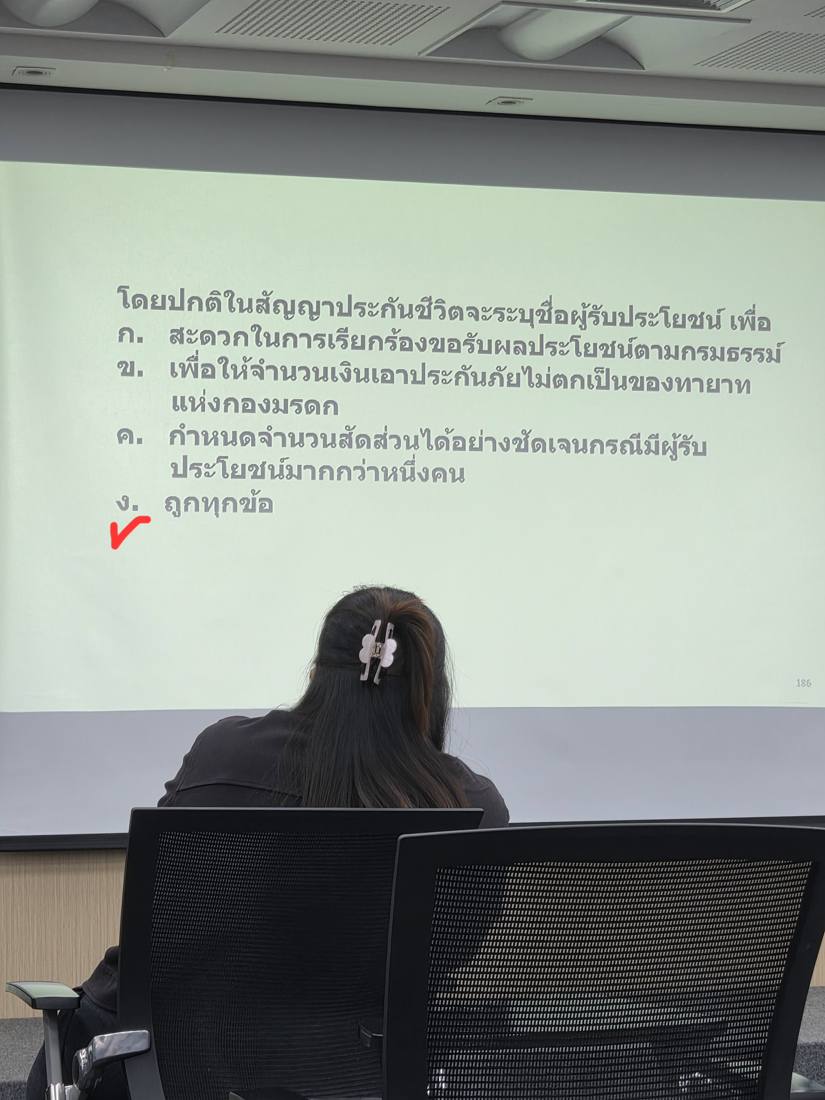 โดยปกติในสัญญาประกันชีวิตจะระบุชื่อผู้รับประโยชน์ เพื่อ
ก. สะดวกในการเรียกร้องขอรับผลประโยชน์ตามกรมธรรม์
ข. เพื่อให้จำนวนเงินเอาประกันภัยไม่ตกเป็นของทายาท
แห่งกองมรดก
ค. กำหนดจำนวนสัดส่วนได้อย่างชัดเจนกรณีมีผู้รับ
ประโยชน์มากกว่าหนึ่งคน
ง. ถูกทุกข้อ
186